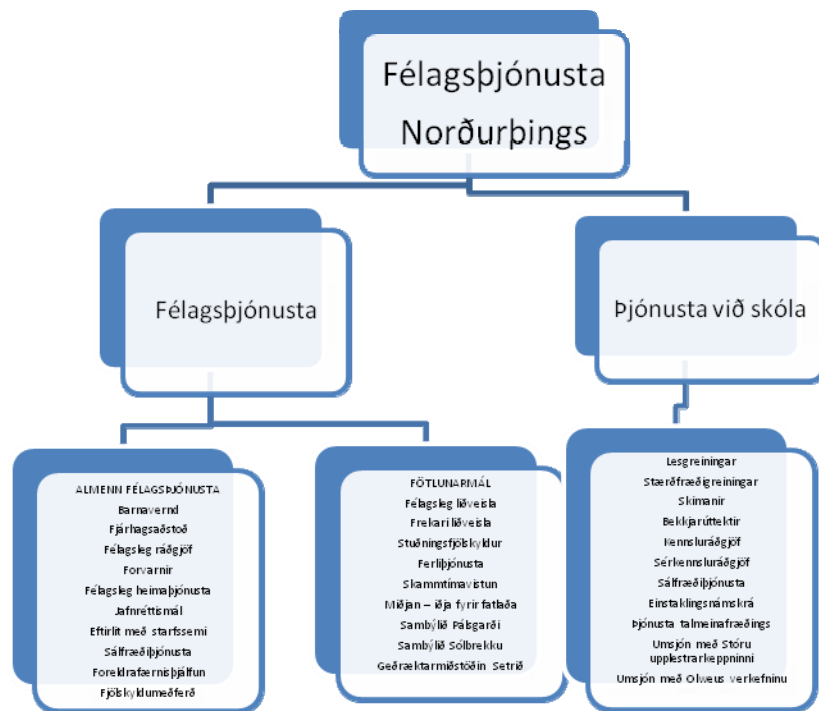 Félagsþjónusta
Norðurþings
Félagsþjónusta
Þjónusta við skóla
ALMENN FÉLAGSÞJÓNUSTA
Barnavernd
Fjárhagsaðstoð
Félagsleg ráðgjöf
Forvarnir
Félagsleg heimaþjónusta
Jafnréttismál
Eftirlit með starfssemi
Sálfræðiþjónusta
Foreldrafærnisþjálfun
Fjölskyldumeðferð
FÖTLUNARMÁL
Félagsleg liðveisla
Frekari liðveisla
Stuðningsfjölskyldur
Ferliþjónusta
Skammtímavistun
Miðjan – iðja fyrir fatlaða
Sambýlið Pálsgarði
Sambýlið Sólbrekku
Geðræktarmiðstöðin Setrið
Lesgreiningar
Stærðfræðigreiningar
Skimanir
Bekkjarúttektir
Kennsluráðgjöf
Sérkennsluráðgjöf
Sálfræðiþjónusta
Einstaklingsnámskrá
Þjónusta talmeinafræðings
Umsjón með Stóru
upplestrarkeppninni
Umsjón með Olweus verkefninu